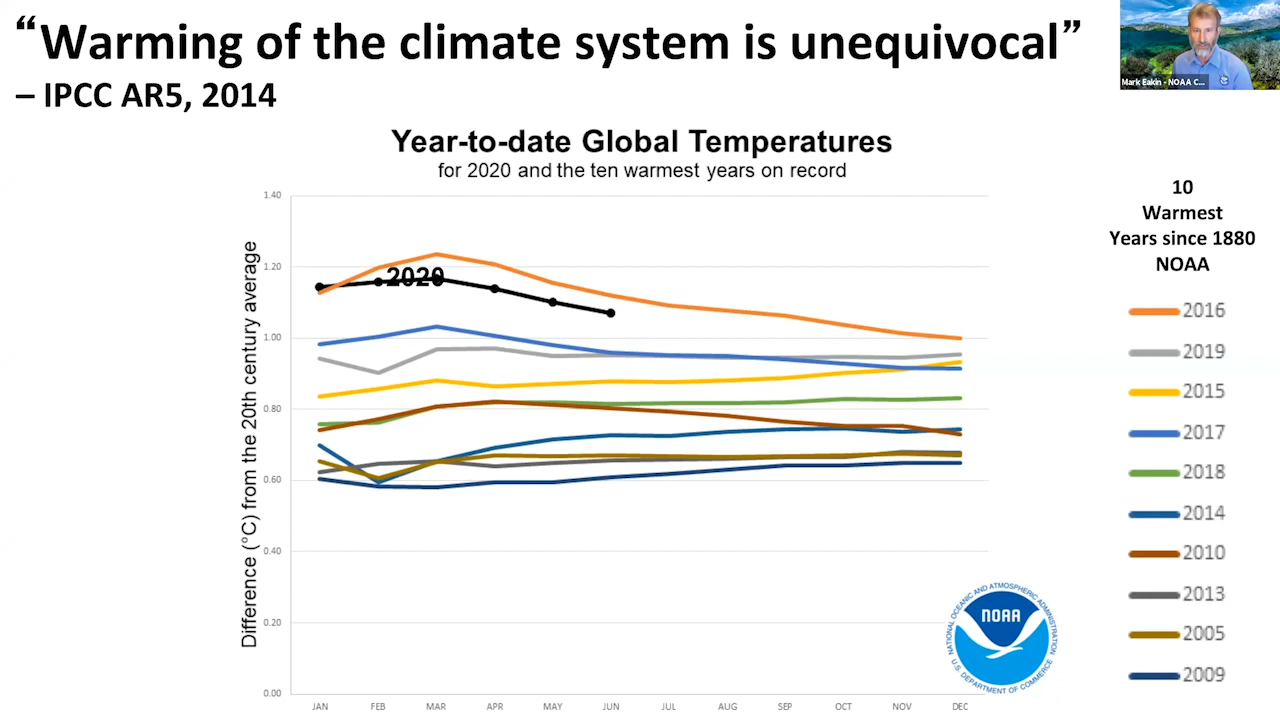 “Warming of the climate system is unequivocal”
– IPCC AR5, 2014
Mark Eakin - NOAA C...
Year-to-date Global Temperatures
for 2020 and the ten warmest years on record
10
Warmest
Years since 1880
NOAA
Difference (°C) from the 20th century average
1.40
1.20
1.00
0.80
0.60
0.40
0.20
0.00
2020
JAN FEB MAR APR MAY JUN JUL AUG SEP OCT NOV DEC
2016
2019
2015
2017
2018
2014
2010
2013
2005
2009
NATIONAL OCEANIC AND ATMOSPHERIC ADMINISTRATION
NOAA
U.S. DEPARTMENT OF COMMERCE